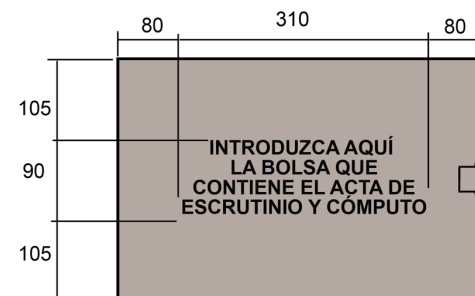 80 310 80
105
INTRODUZCA AQUÍ
LA BOLSA QUE
90
CONTIENE EL ACTA DE
ESCRUTINIO Y CÓMPUTO
105